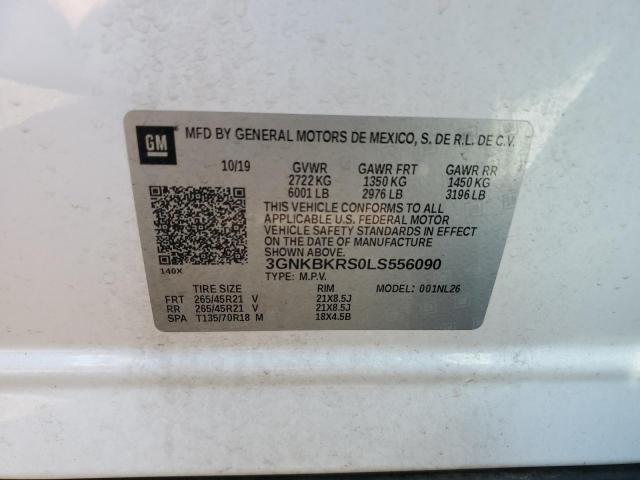 GM MFD BY GENERAL MOTORS DE MEXICO, S. DE R.L. DE C.V.
10/19 GVWR GAWR FRT GAWR RR
2722 KG 1350 KG 1450 KG
6001 LB 2976 LB 3196 LB
THIS VEHICLE CONFORMS TO ALL
APPLICABLE U.S. FEDERAL MOTOR
VEHICLE SAFETY STANDARDS IN EFFECT
ON THE DATE OF MANUFACTURE
SHOWN ABOVE.
3GNKBKRS0LS556090
140X TYPE: M.P.V.
TIRE SIZE RIM MODEL: 001NL26
FRT 265/45R21 V 21X8.5J
RR 265/45R21 V 21X8.5J
SPA T135/70R18 M 18X4.5B